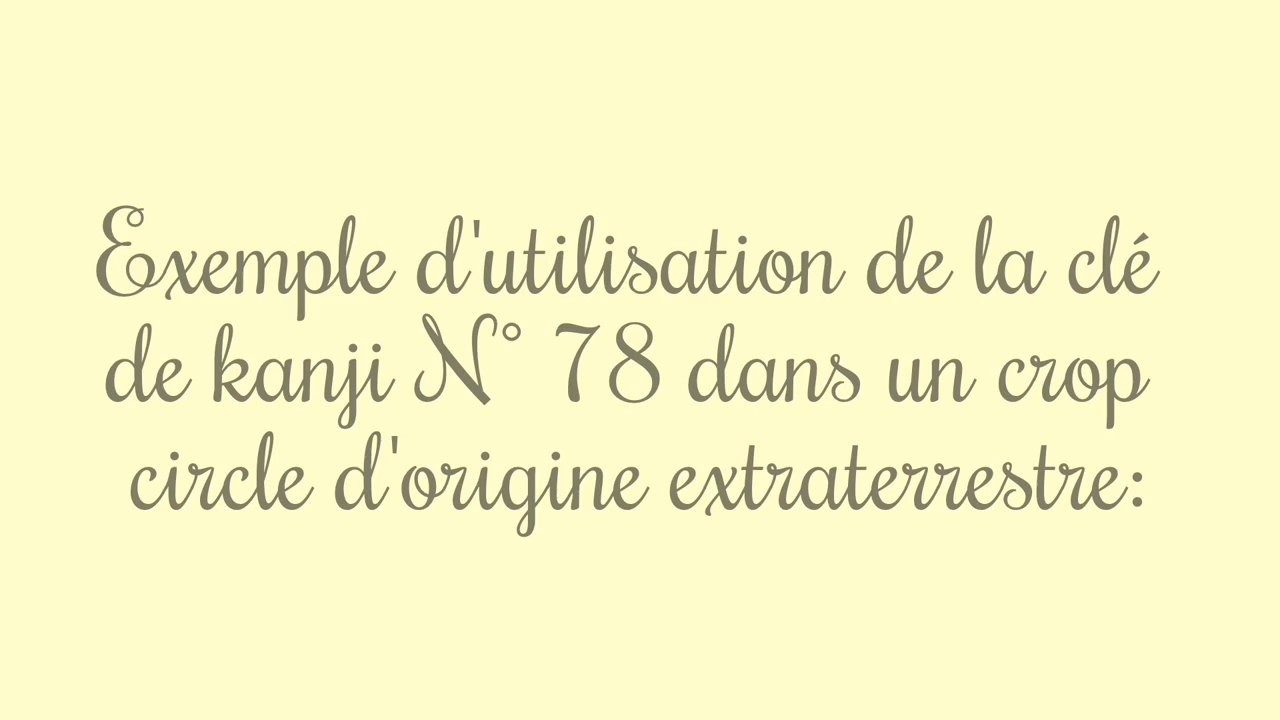 Exemple d'utilisation de la clé
de kanji N° 78 dans un crop
circle d'origine extraterrestre: